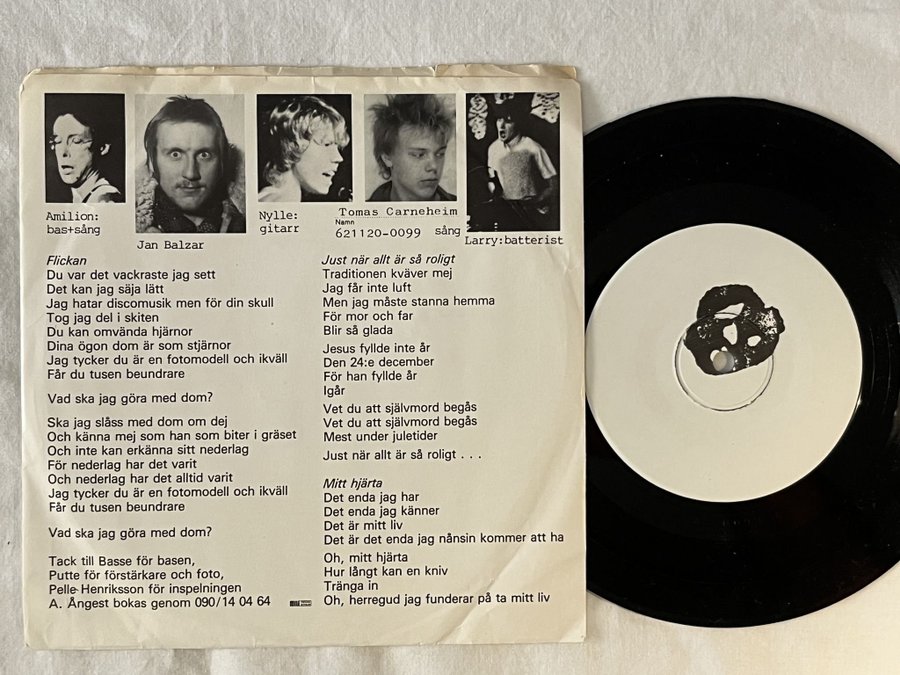 Amilion:
bas+sång
Jan Balzar
Nylle:
gitarr
Tomas Carneheim
Namn
621120-0099 sång
Larry:batterist
Flickan
Du var det vackraste jag sett
Det kan jag säja lätt
Jag hatar discomusik men för din skull
Tog jag del i skiten
Du kan omvända hjärnor
Dina ögon dom är som stjärnor
Jag tycker du är en fotomodell och ikväll
Får du tusen beundrare
Vad ska jag göra med dom?
Ska jag slåss med dom om dej
Och känna mej som han som biter i gräset
Och inte kan erkänna sitt nederlag
För nederlag har det varit
Och nederlag har det alltid varit
Jag tycker du är en fotomodell och ikväll
Får du tusen beundrare
Vad ska jag göra med dom?
Tack till Basse för basen,
Putte för förstärkare och foto,
Pelle Henriksson för inspelningen
A. Ångest bokas genom 090/14 04 64
Just när allt är så roligt
Traditionen kväver mej
Jag får inte luft
Men jag måste stanna hemma
För mor och far
Blir så glada
Jesus fyllde inte år
Den 24:e december
För han fyllde år
Igår
Vet du att självmord begås
Vet du att självmord begås
Mest under juletider
Just när allt är så roligt . . .
Mitt hjärta
Det enda jag har
Det enda jag känner
Det är mitt liv
Det är det enda jag nånsin kommer att ha
Oh, mitt hjärta
Hur långt kan en kniv
Tränga in
Oh, herregud jag funderar på ta mitt liv